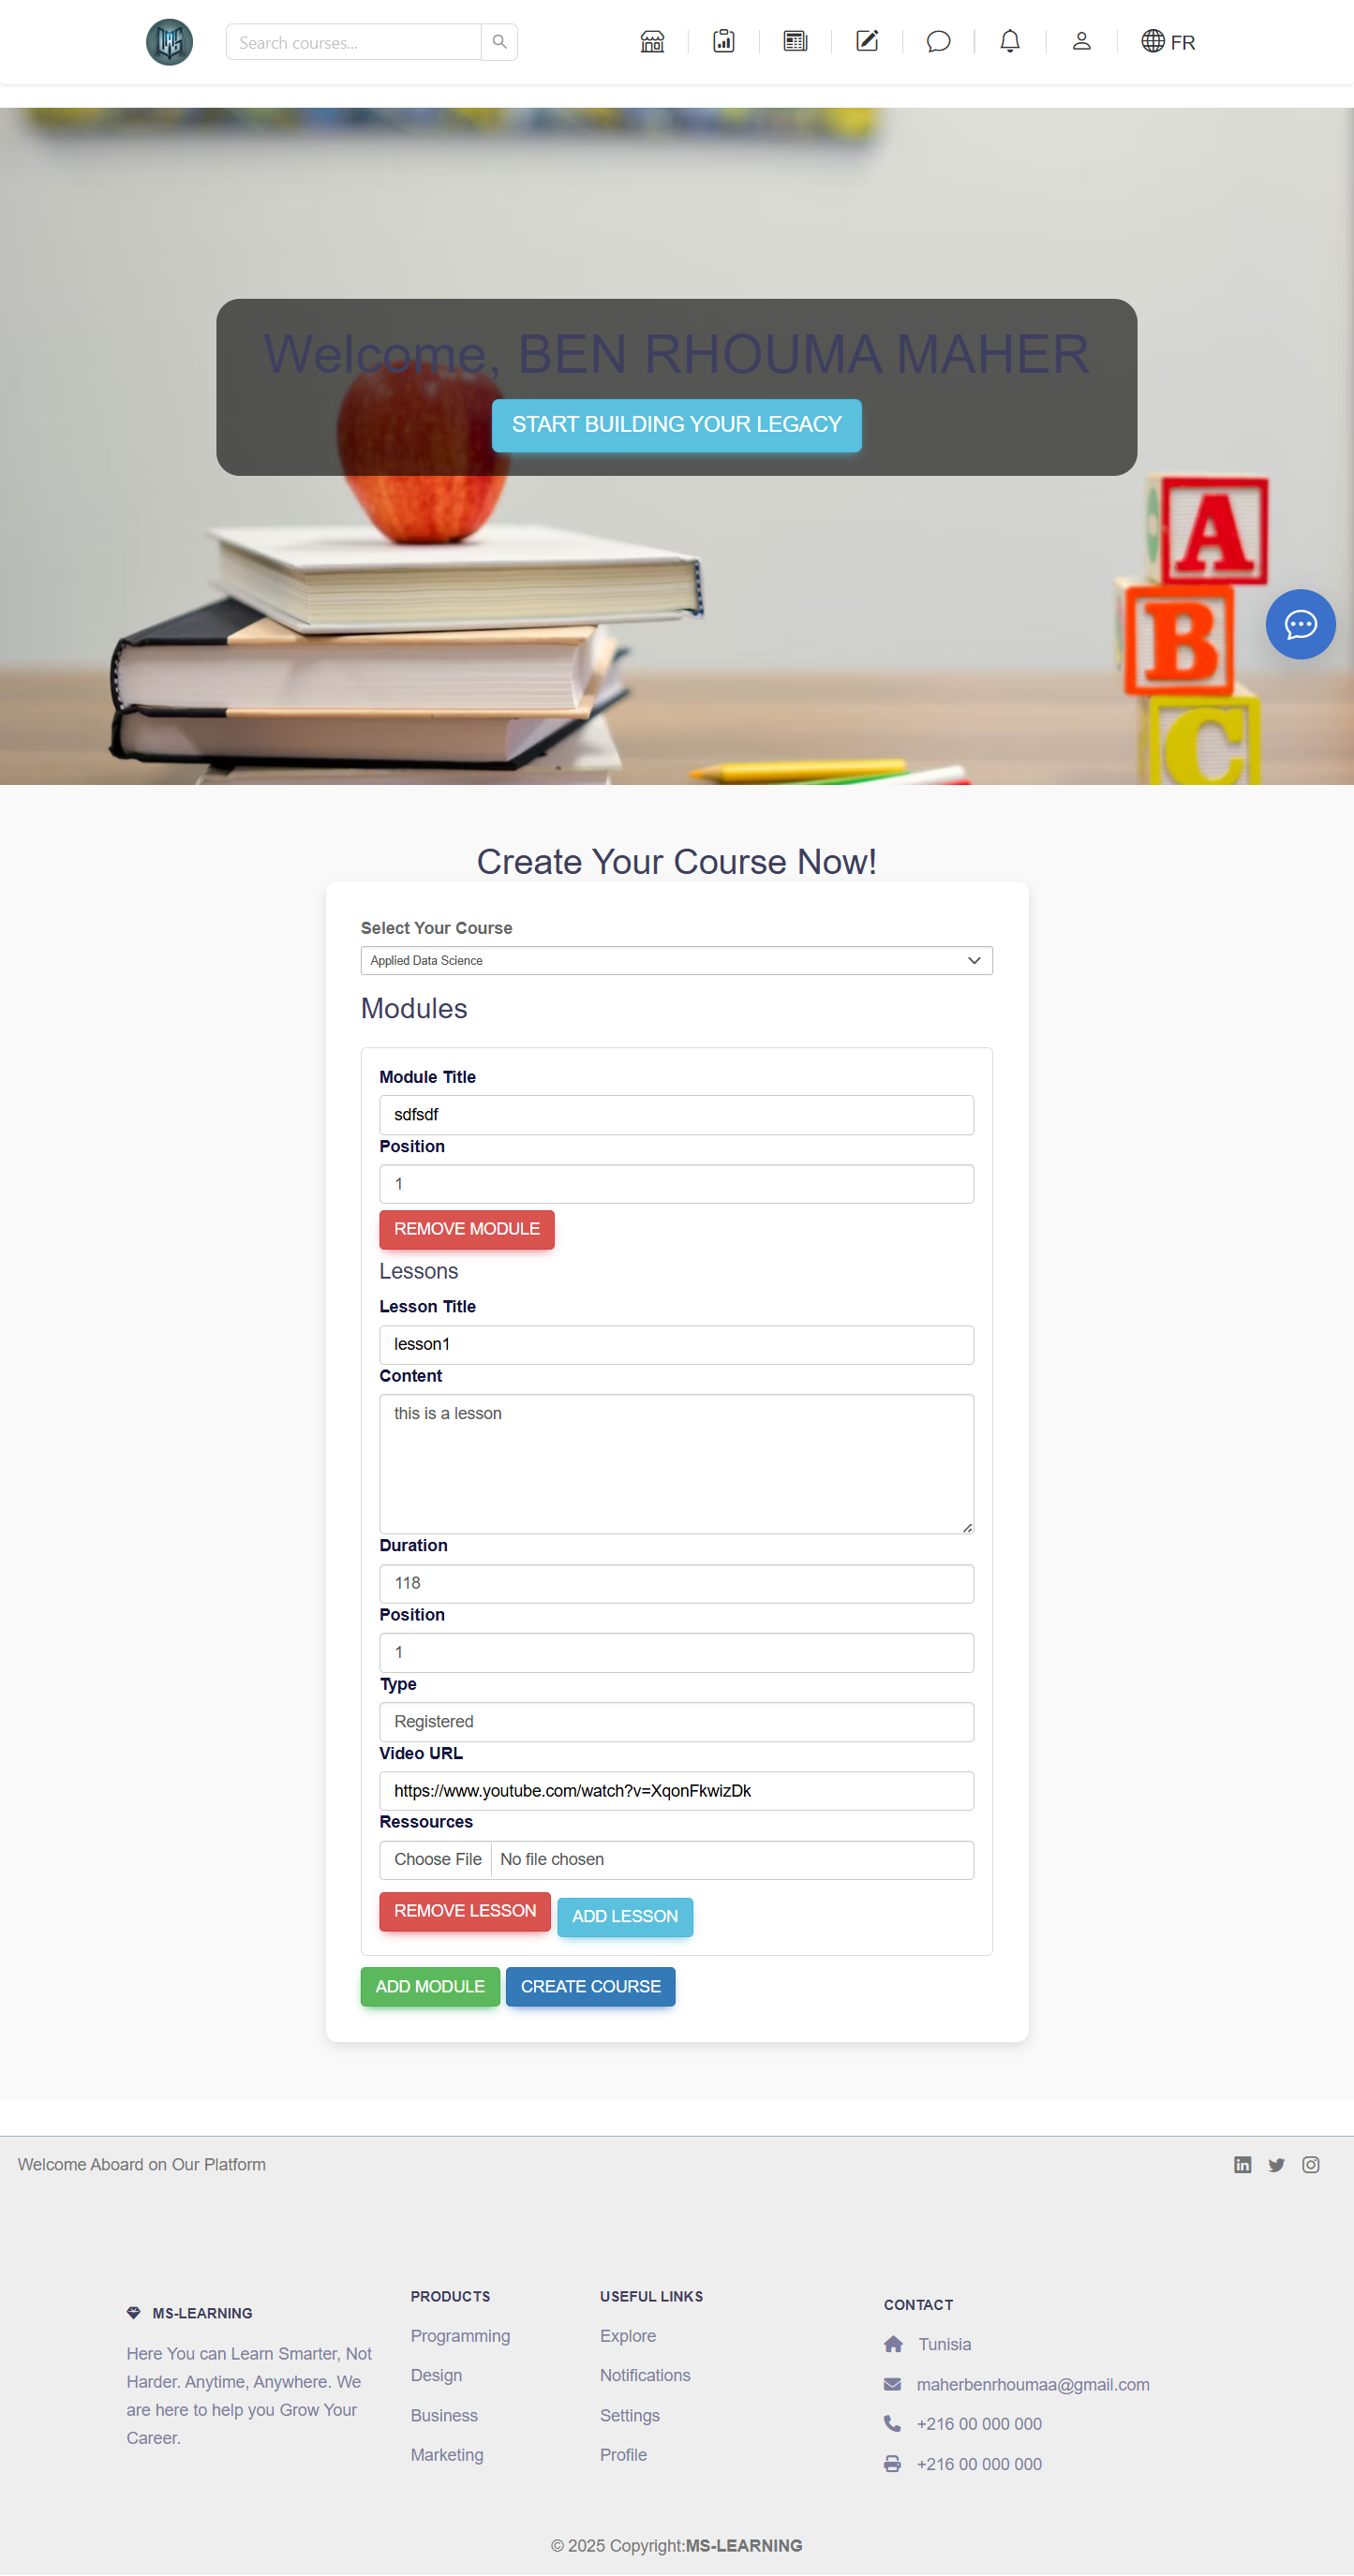 Search courses...
FR
Welcome, BEN RHOUMA MAHER
START BUILDING YOUR LEGACY
A
B
C
Create Your Course Now!
Select Your Course
Applied Data Science
Modules
Module Title
sdfsdf
Position
1
REMOVE MODULE
Lessons
Lesson Title
lesson1
Content
this is a lesson
Duration
118
Position
1
Type
Registered
Video URL
https://www.youtube.com/watch?v=XqonFkwizDk
Ressources
Choose File No file chosen
REMOVE LESSON
ADD LESSON
ADD MODULE
CREATE COURSE
Welcome Aboard on Our Platform
MS-LEARNING
Here You can Learn Smarter, Not
Harder. Anytime, Anywhere. We
are here to help you Grow Your
Career.
PRODUCTS
Programming
Design
Business
Marketing
USEFUL LINKS
Explore
Notifications
Settings
Profile
CONTACT
Tunisia
maherbenrhoumaa@gmail.com
+216 00 000 000
+216 00 000 000
© 2025 Copyright:MS-LEARNING